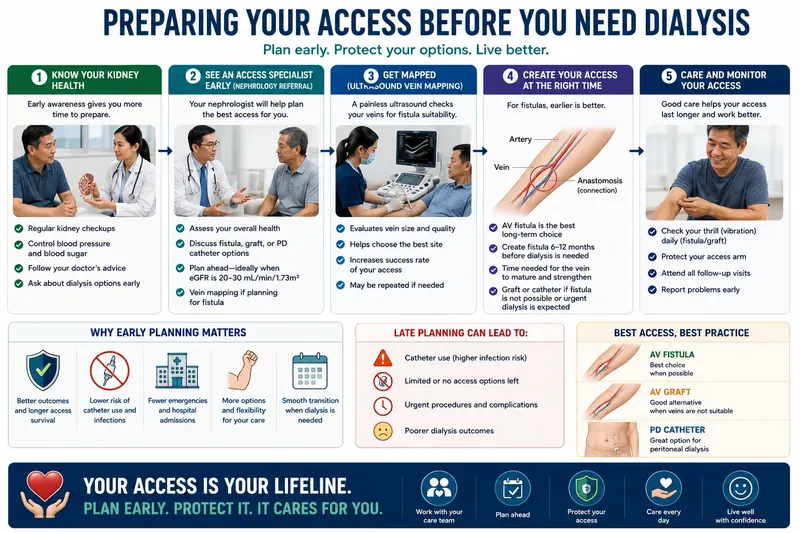 PREPARING YOUR ACCESS BEFORE YOU NEED DIALYSIS
Plan early. Protect your options. Live better.
1 KNOW YOUR KIDNEY
HEALTH
Early awareness gives you more
time to prepare.
Regular kidney checkups
Control blood pressure
and blood sugar
Follow your doctor's advice
Ask about dialysis options early
2 SEE AN ACCESS SPECIALIST
EARLY (NEPHROLOGY REFERRAL)
Your nephrologist will help plan
the best access for you.
Assess your overall health
Discuss fistula, graft, or PD
catheter options
Plan ahead—ideally when
eGFR is 20–30 mL/min/1.73m²
Vein mapping if planning
for fistula
3 GET MAPPED
(ULTRASOUND VEIN MAPPING)
A painless ultrasound checks
your veins for fistula suitability.
Evaluates vein size and quality
Helps choose the best site
Increases success rate
of your access
May be repeated if needed
4 CREATE YOUR ACCESS
AT THE RIGHT TIME
For fistulas, earlier is better.
Artery
Vein
Anastomosis
(connection)
AV fistula is the best
long-term choice
Create fistula 6–12 months
before dialysis is needed
Time needed for the vein
to mature and strengthen
Graft or catheter if fistula
is not possible or urgent
dialysis is expected
5 CARE AND MONITOR
YOUR ACCESS
Good care helps your access
last longer and work better.
Check your thrill (vibration)
daily (fistula/graft)
Protect your access arm
Attend all follow-up visits
Report problems early
WHY EARLY PLANNING MATTERS
Better outcomes
and longer access
survival
Lower risk of
catheter use and
infections
Fewer emergencies
and hospital
admissions
More options
and flexibility
for your care
Smooth transition
when dialysis is
needed
LATE PLANNING CAN LEAD TO:
Catheter use (higher infection risk)
Limited or no access options left
Urgent procedures and complications
Poorer dialysis outcomes
BEST ACCESS, BEST PRACTICE
AV FISTULA
Best choice
when possible
AV GRAFT
Good alternative
when veins are not suitable
PD CATHETER
Great option for
peritoneal dialysis
YOUR ACCESS IS YOUR LIFELINE.
PLAN EARLY. PROTECT IT. IT CARES FOR YOU.
Work with your
care team
Plan ahead
Protect your
access
Care every
day
Live well
with confidence